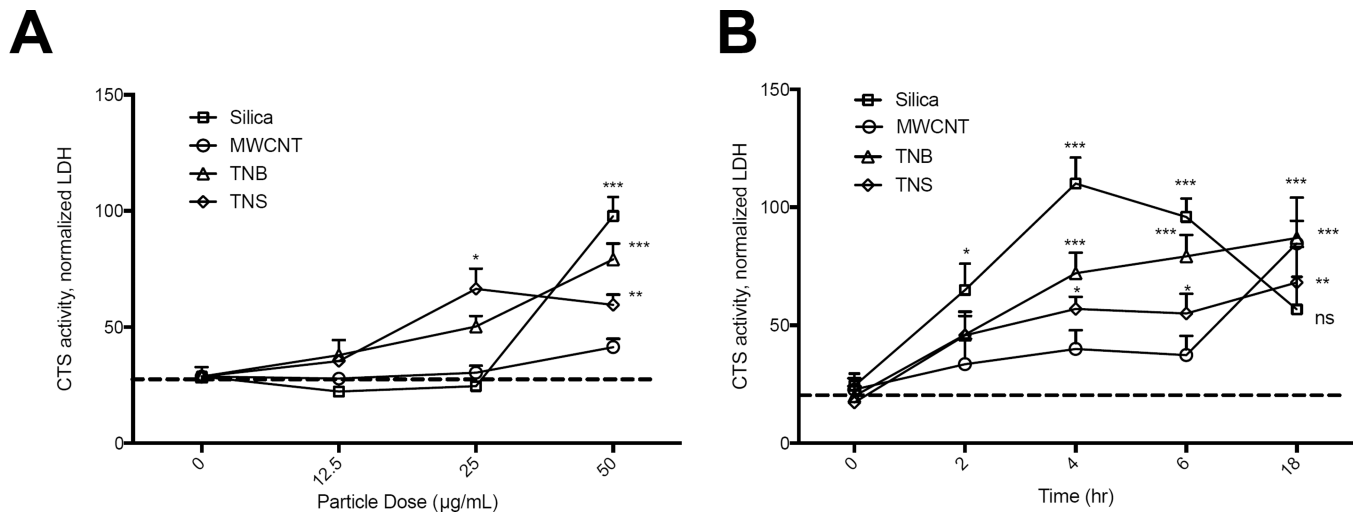 A
CTS activity, normalized LDH
150
100
50
0
Silica
MWCNT
TNB
TNS
*
***
***
**
0
12.5
25
50
Particle Dose (µg/mL)
B
CTS activity, normalized LDH
150
100
50
0
Silica
MWCNT
TNB
TNS
*
***
***
*
***
***
*
***
***
**
ns
0
2
4
6
18
Time (hr)